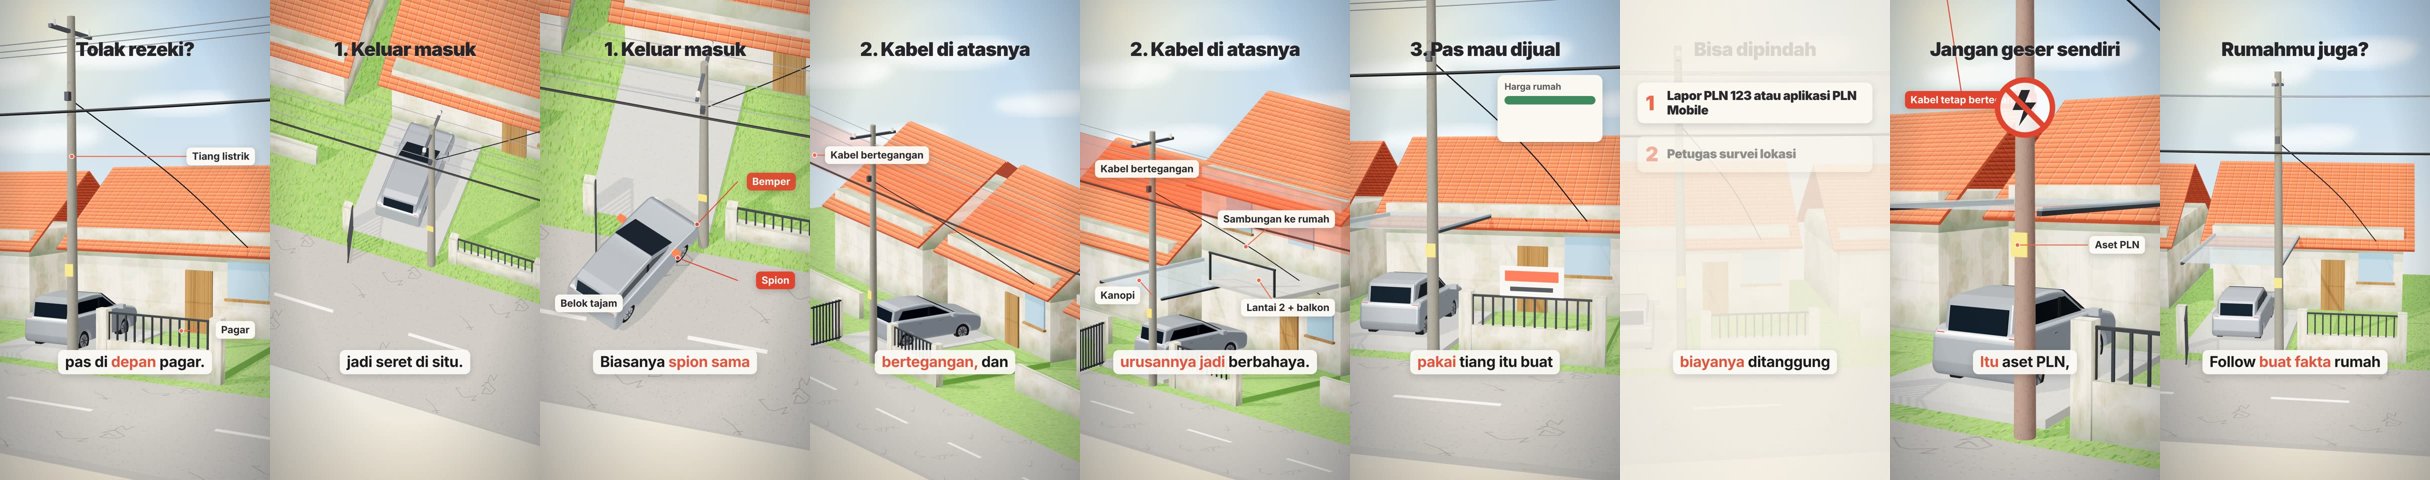 Tolak rezeki?
Tiang listrik
Pagar
pas di depan pagar.
1. Keluar masuk
jadi seret di situ.
1. Keluar masuk
Bemper
Spion
Belok tajam
Biasanya spion sama
2. Kabel di atasnya
Kabel bertegangan
bertegangan, dan
2. Kabel di atasnya
Kabel bertegangan
Sambungan ke rumah
Kanopi
Lantai 2 + balkon
urusannya jadi berbahaya.
3. Pas mau dijual
Harga rumah
pakai tiang itu buat
Bisa dipindah
1 Lapor PLN 123 atau aplikasi PLN
Mobile
2 Petugas survei lokasi
biayanya ditanggung
Jangan geser sendiri
Kabel tetap berte
Aset PLN
Itu aset PLN,
Rumahmu juga?
Follow buat fakta rumah